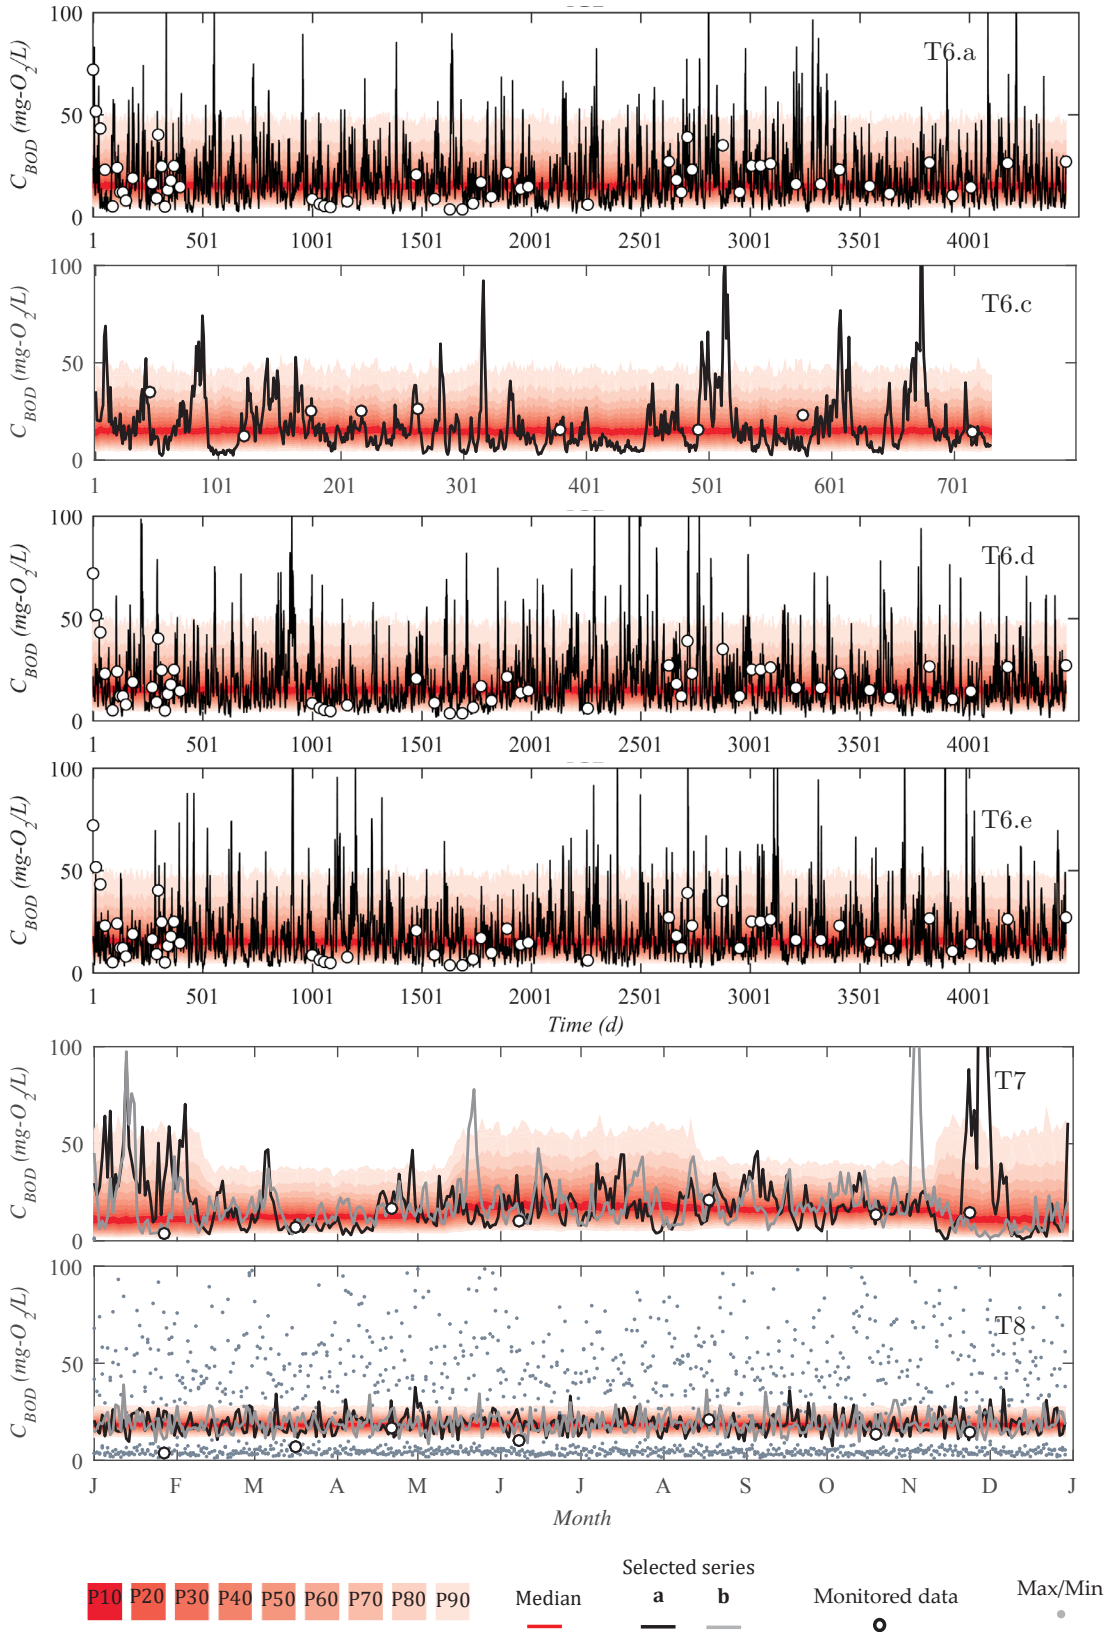 100
50
0
C_BOD (mg-O_2/L)
T6.a
1 501 1001 1501 2001 2501 3001 3501 4001
100
50
0
C_BOD (mg-O_2/L)
T6.c
1 101 201 301 401 501 601 701
100
50
0
C_BOD (mg-O_2/L)
T6.d
1 501 1001 1501 2001 2501 3001 3501 4001
100
50
0
C_BOD (mg-O_2/L)
T6.e
1 501 1001 1501 2001 2501 3001 3501 4001
Time (d)
100
50
0
C_BOD (mg-O_2/L)
T7
100
50
0
C_BOD (mg-O_2/L)
T8
J F M A M J J A S O N D J
Month
Selected series
P10 P20 P30 P40 P50 P60 P70 P80 P90 Median a b Monitored data Max/Min